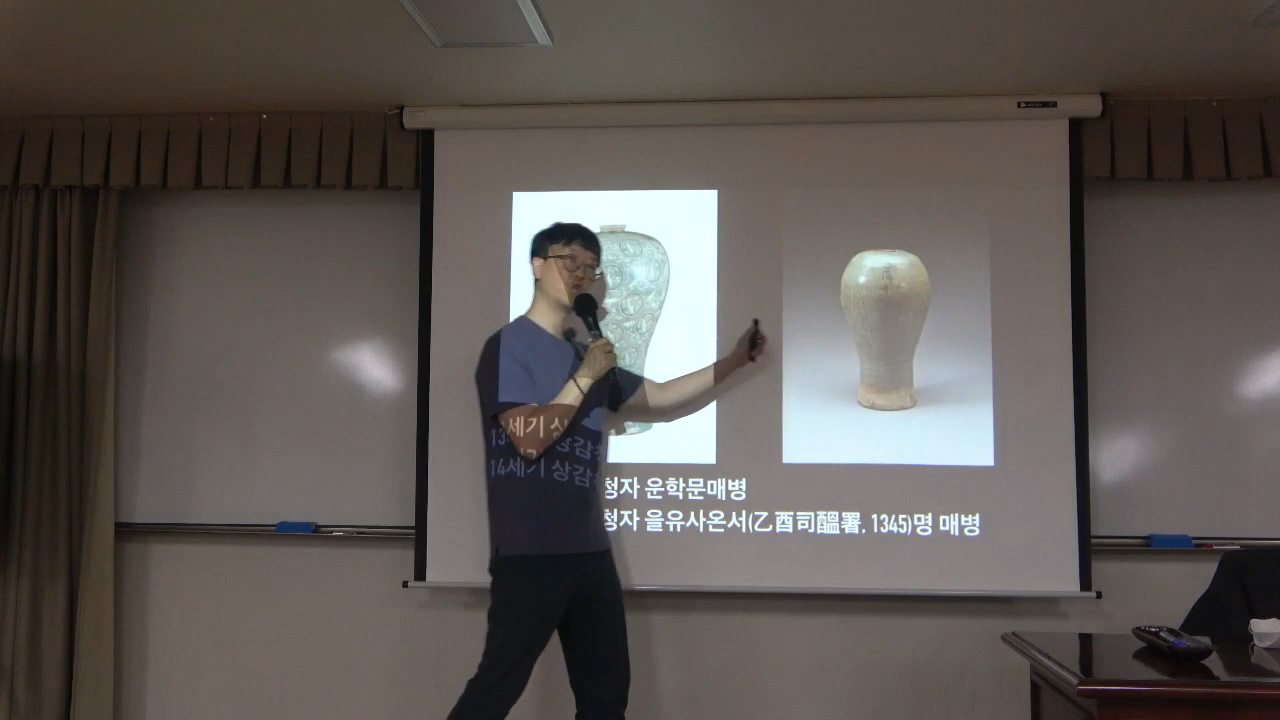 13세기 상감청자 운학문매병
14세기 상감청자 을유사온서(乙酉司醞署, 1345)명 매병